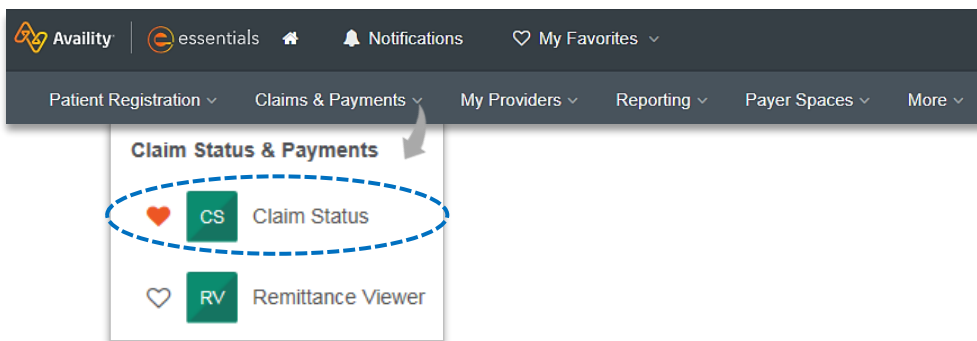 Availity essentials Notifications My Favorites
Patient Registration Claims & Payments My Providers Reporting Payer Spaces More
Claim Status & Payments
CS Claim Status
RV Remittance Viewer